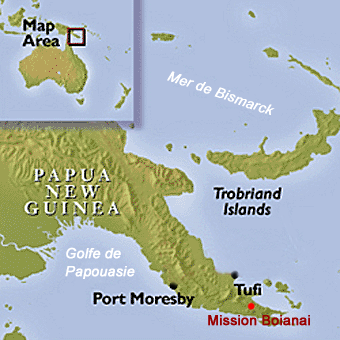 Map
Area
Mer de Bismarck
PAPUA
NEW
GUINEA
Trobriand
Islands
Golfe de
Papouasie
Tufi
Port Moresby
Mission Boianai